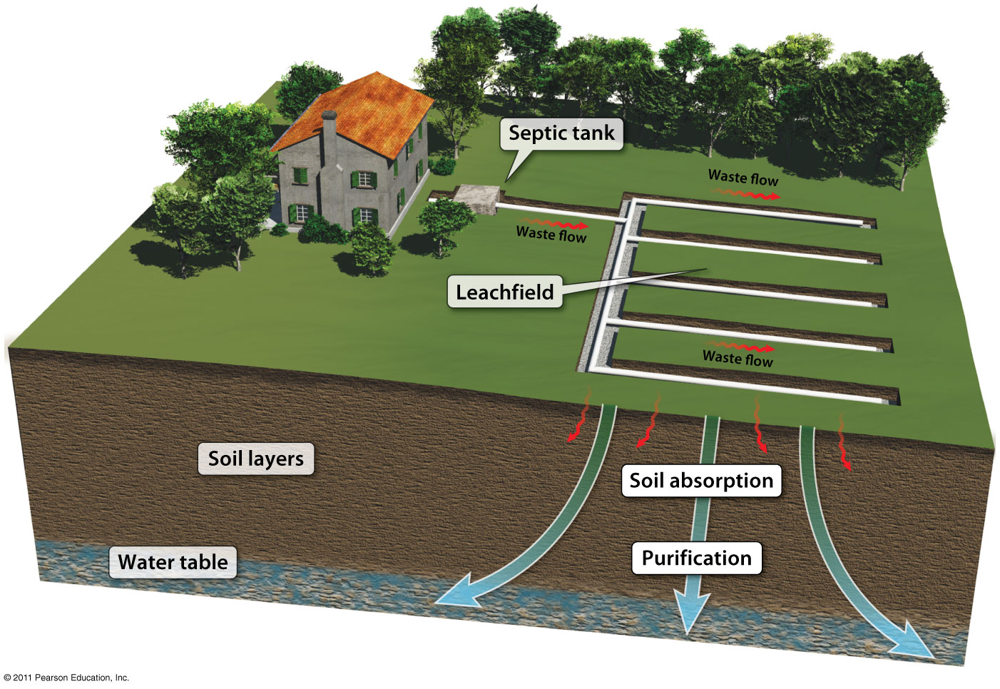 Septic tank
Waste flow
Waste flow
Leachfield
Waste flow
Soil layers
Soil absorption
Purification
Water table
© 2011 Pearson Education, Inc.